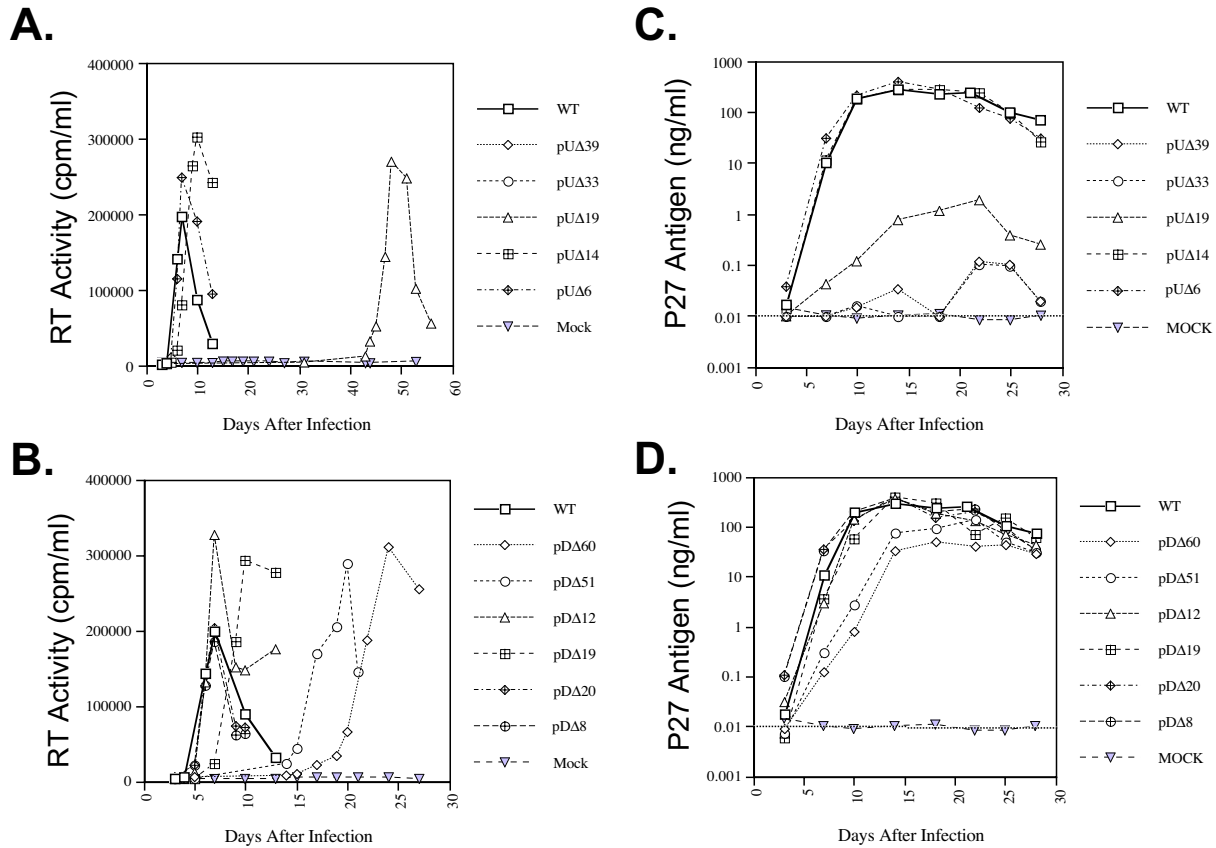 A.
RT Activity (cpm/ml)
400000
300000
200000
100000
0
0
10
20
30
40
50
60
Days After Infection
WT
pUΔ39
pUΔ33
pUΔ19
pUΔ14
pUΔ6
Mock
C.
P27 Antigen (ng/ml)
1000
100
10
1
0.1
0.01
0.001
0
5
10
15
20
25
30
Days After Infection
WT
pUΔ39
pUΔ33
pUΔ19
pUΔ14
pUΔ6
MOCK
B.
RT Activity (cpm/ml)
400000
300000
200000
100000
0
0
5
10
15
20
25
30
Days After Infection
WT
pDΔ60
pDΔ51
pDΔ12
pDΔ19
pDΔ20
pDΔ8
Mock
D.
P27 Antigen (ng/ml)
1000
100
10
1
0.1
0.01
0.001
0
5
10
15
20
25
30
Days After Infection
WT
pDΔ60
pDΔ51
pDΔ12
pDΔ19
pDΔ20
pDΔ8
MOCK